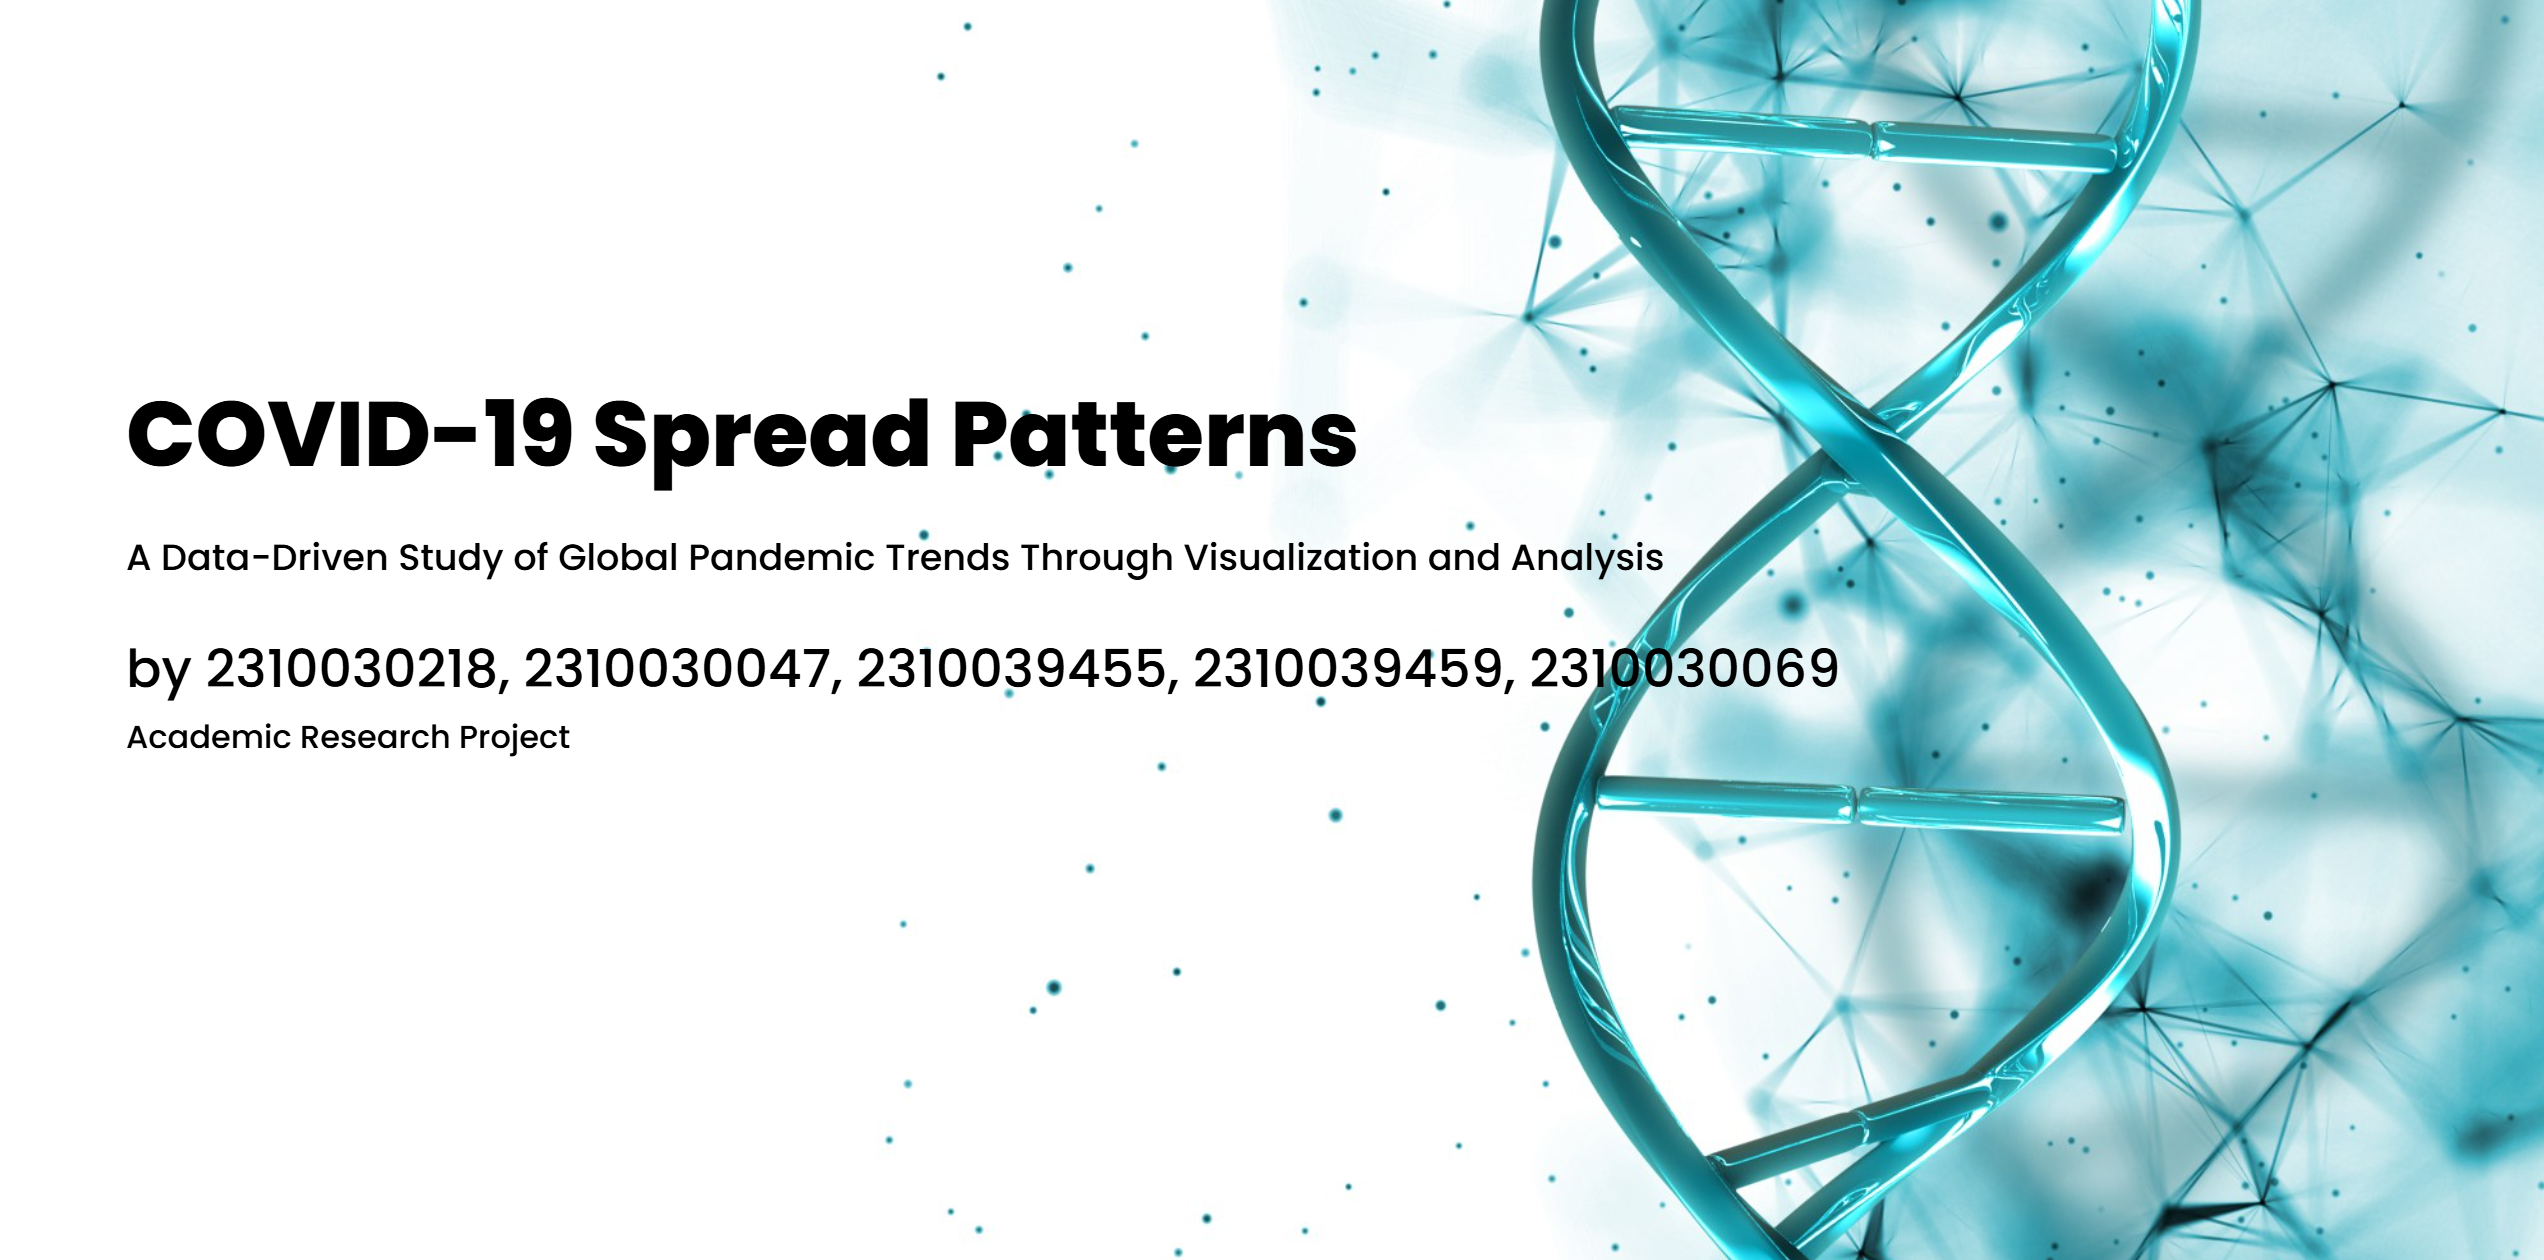 COVID-19 Spread Patterns
A Data-Driven Study of Global Pandemic Trends Through Visualization and Analysis
by 2310030218, 2310030047, 2310039455, 2310039459, 2310030069
Academic Research Project